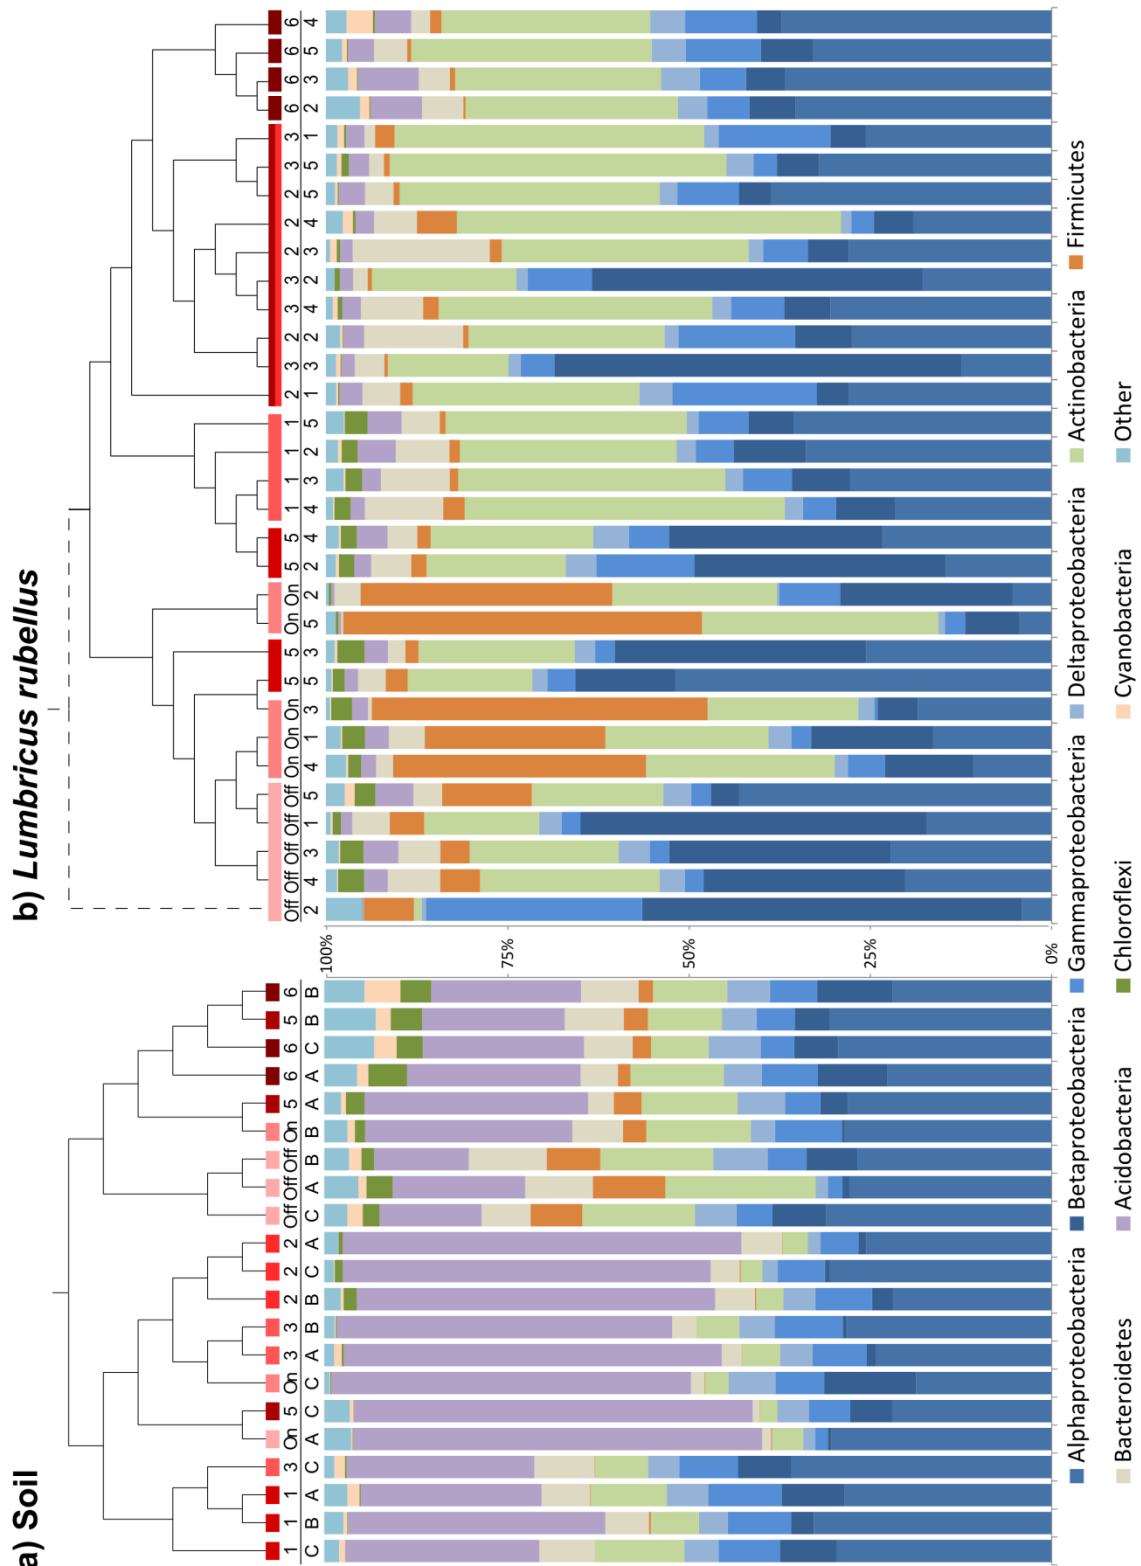 a) Soil
1 1 1 3 On 5 On 3 3 2 2 2 Off Off Off On 5 6 6 5 6
C B A C A C C A B B C A C A B B A A C B B
b) Lumbricus rubellus
Off Off Off Off Off On On On 5 5 On On 5 5 1 1 1 1 2 3 2 3 3 2 2 2 3 3 6 6 6 6
2 4 3 1 5 4 1 3 5 3 5 2 2 4 4 3 2 5 1 3 2 4 2 3 4 5 5 1 2 3 5 4
100%
75%
50%
25%
0%
Alphaproteobacteria Betaproteobacteria Gammaproteobacteria Deltaproteobacteria Actinobacteria Firmicutes
Bacteroidetes Acidobacteria Chloroflexi Cyanobacteria Other